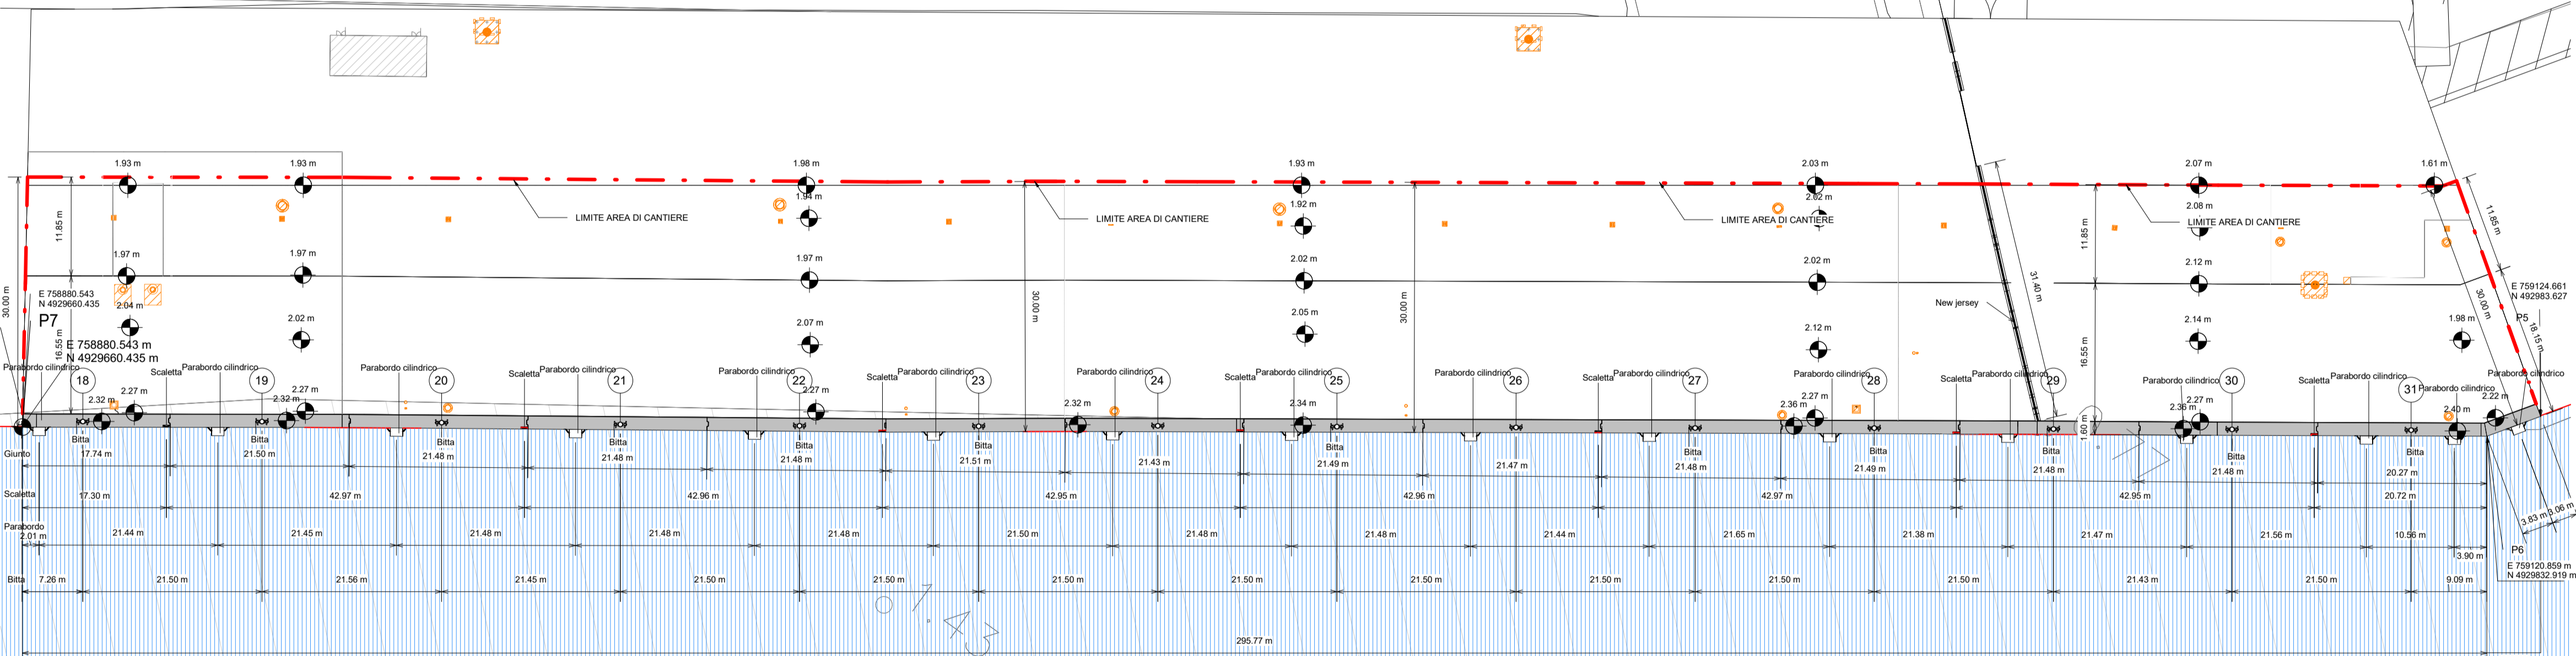 1.93 m
1.93 m
1.98 m
1.93 m
2.03 m
2.07 m
1.61 m
1.94 m
1.92 m
2.02 m
2.08 m
LIMITE AREA DI CANTIERE
LIMITE AREA DI CANTIERE
LIMITE AREA DI CANTIERE
LIMITE AREA DI CANTIERE
11.85 m
11.85 m
11.85 m
1.97 m
1.97 m
1.97 m
2.02 m
2.02 m
2.12 m
30.00 m
30.00 m
30.00 m
31.40 m
30.00 m
E 758880.543
N 4929660.435
P7
E 758880.543 m
N 4929660.435 m
New jersey
E 759124.661
N 492983.627
P5
2.04 m
2.02 m
2.07 m
2.05 m
2.12 m
2.14 m
1.98 m
16.55 m
16.55 m
18.15 m
Parabordo cilindrico
18
Scaletta
Parabordo cilindrico
19
Parabordo cilindrico
20
Scaletta
Parabordo cilindrico
21
Parabordo cilindrico
22
Scaletta
Parabordo cilindrico
23
Parabordo cilindrico
24
Scaletta
Parabordo cilindrico
25
Parabordo cilindrico
26
Scaletta
Parabordo cilindrico
27
Parabordo cilindrico
28
Scaletta
Parabordo cilindrico
29
Parabordo cilindrico
30
Scaletta
Parabordo cilindrico
31
Parabordo cilindrico
Parabordo cilindrico
2.32 m
2.27 m
2.32 m
2.27 m
2.27 m
2.32 m
2.34 m
2.36 m
2.27 m
2.36 m
2.27 m
2.40 m
2.22 m
1.60 m
Bitta
Bitta
Bitta
Bitta
Bitta
Bitta
Bitta
Bitta
Bitta
Bitta
Bitta
Bitta
Bitta
Bitta
Giunto
17.74 m
21.50 m
21.48 m
21.48 m
21.48 m
21.51 m
21.43 m
21.49 m
21.47 m
21.48 m
21.49 m
21.48 m
21.48 m
20.27 m
Scaletta
17.30 m
42.97 m
42.96 m
42.95 m
42.96 m
42.97 m
42.95 m
20.72 m
Parabordo
2.01 m
21.44 m
21.45 m
21.48 m
21.48 m
21.48 m
21.50 m
21.48 m
21.48 m
21.44 m
21.65 m
21.38 m
21.47 m
21.56 m
10.56 m
3.90 m
3.83 m
3.06 m
P6
E 759120.859 m
N 4929832.919 m
Bitta
7.26 m
21.50 m
21.56 m
21.45 m
21.50 m
21.50 m
21.50 m
21.50 m
21.50 m
21.50 m
21.50 m
21.50 m
21.43 m
21.50 m
9.09 m
295.77 m